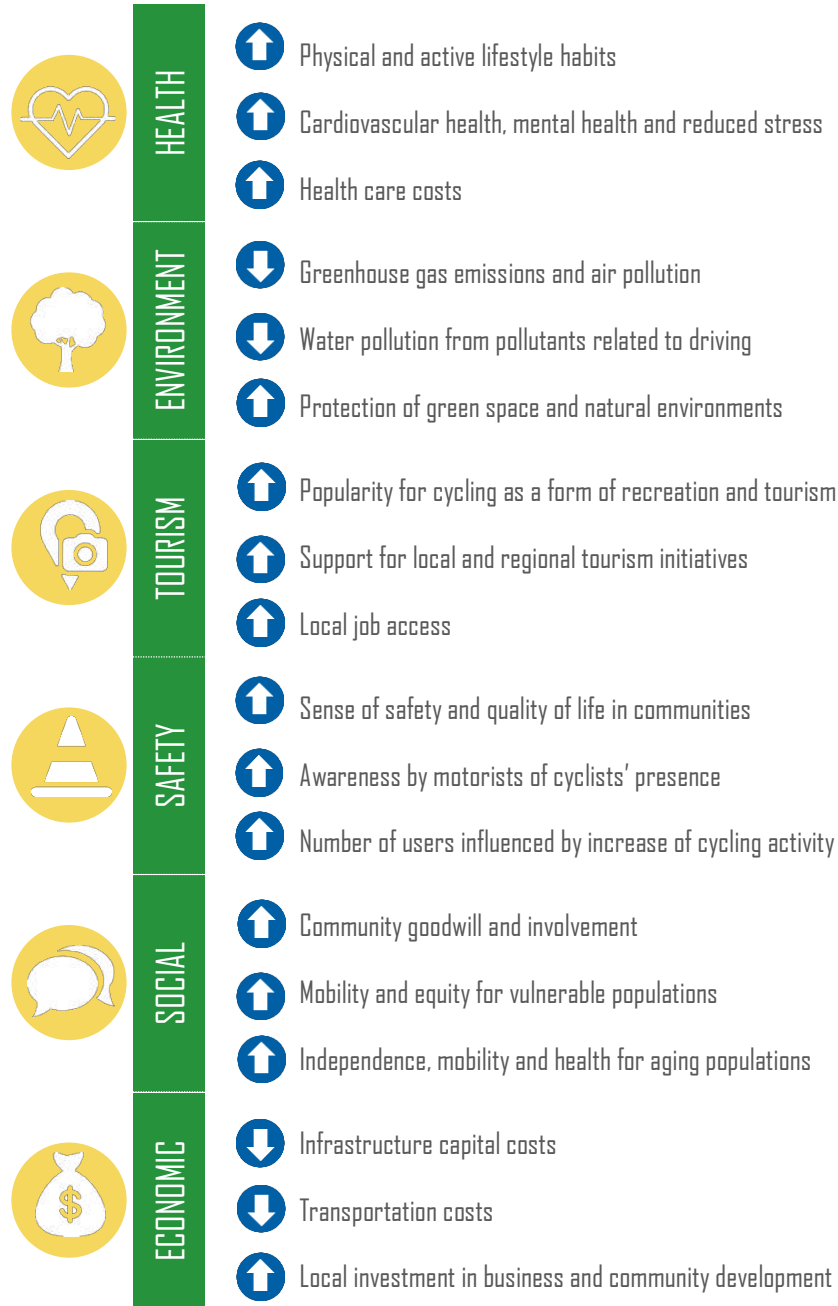 HEALTH
Physical and active lifestyle habits
Cardiovascular health, mental health and reduced stress
Health care costs
ENVIRONMENT
Greenhouse gas emissions and air pollution
Water pollution from pollutants related to driving
Protection of green space and natural environments
TOURISM
Popularity for cycling as a form of recreation and tourism
Support for local and regional tourism initiatives
Local job access
SAFETY
Sense of safety and quality of life in communities
Awareness by motorists of cyclists' presence
Number of users influenced by increase of cycling activity
SOCIAL
Community goodwill and involvement
Mobility and equity for vulnerable populations
Independence, mobility and health for aging populations
$
ECONOMIC
Infrastructure capital costs
Transportation costs
Local investment in business and community development